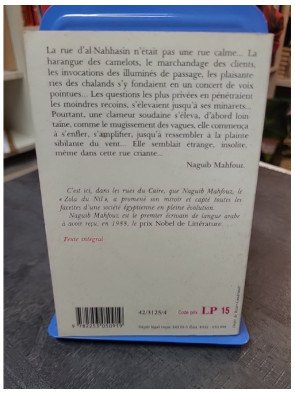 La rue d'al-Nahhasin n'était pas une rue calme... La
harangue des camelots, le marchandage des clients,
les invocations des illuminés de passage, les plaisante-
ries des chalands s'y fondaient en un concert de voix
pointues... Les questions les plus privées en pénétraient
les moindres recoins, s'élevaient jusqu'à ses minarets...
Pourtant, une clameur soudaine s'éleva, d'abord loin-
taine, comme le mugissement des vagues, elle commença
à s'enfler, s'amplifier, jusqu'à ressembler à la plainte
sibilante du vent... Elle semblait étrange, insolite,
même dans cette rue criante...
Naguib Mahfouz.
C'est ici, dans les rues du Caire, que Naguib Mahfouz, le
« Zola du Nil », a promené son miroir et capté toutes les
facettes d'une société égyptienne en pleine évolution.
Naguib Mahfouz est le premier écrivain de langue arabe
à avoir reçu, en 1988, le prix Nobel de Littérature.
Texte intégral
42/3125/4
Code prix LP 15
9 782253 050919